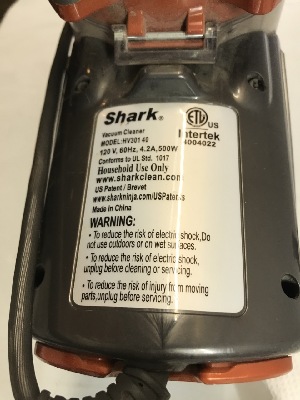 Shark®
Vacuum Cleaner
MODEL:HV301 40
120 V, 60Hz, 4.2A,500W
Conforms to UL Std. 1017
Household Use Only
www.sharkclean.com
US Patent / Brevet
www.sharkninja.com/USPatents
Made in China
ETL
US
Intertek
4004022
WARNING:
• To reduce the risk of electric shock,Do
not use outdoors or on wet surfaces.
• To reduce the risk of electric shock,
unplug before cleaning or servicing.
• To reduce the risk of injury from moving
parts,unplug before servicing.